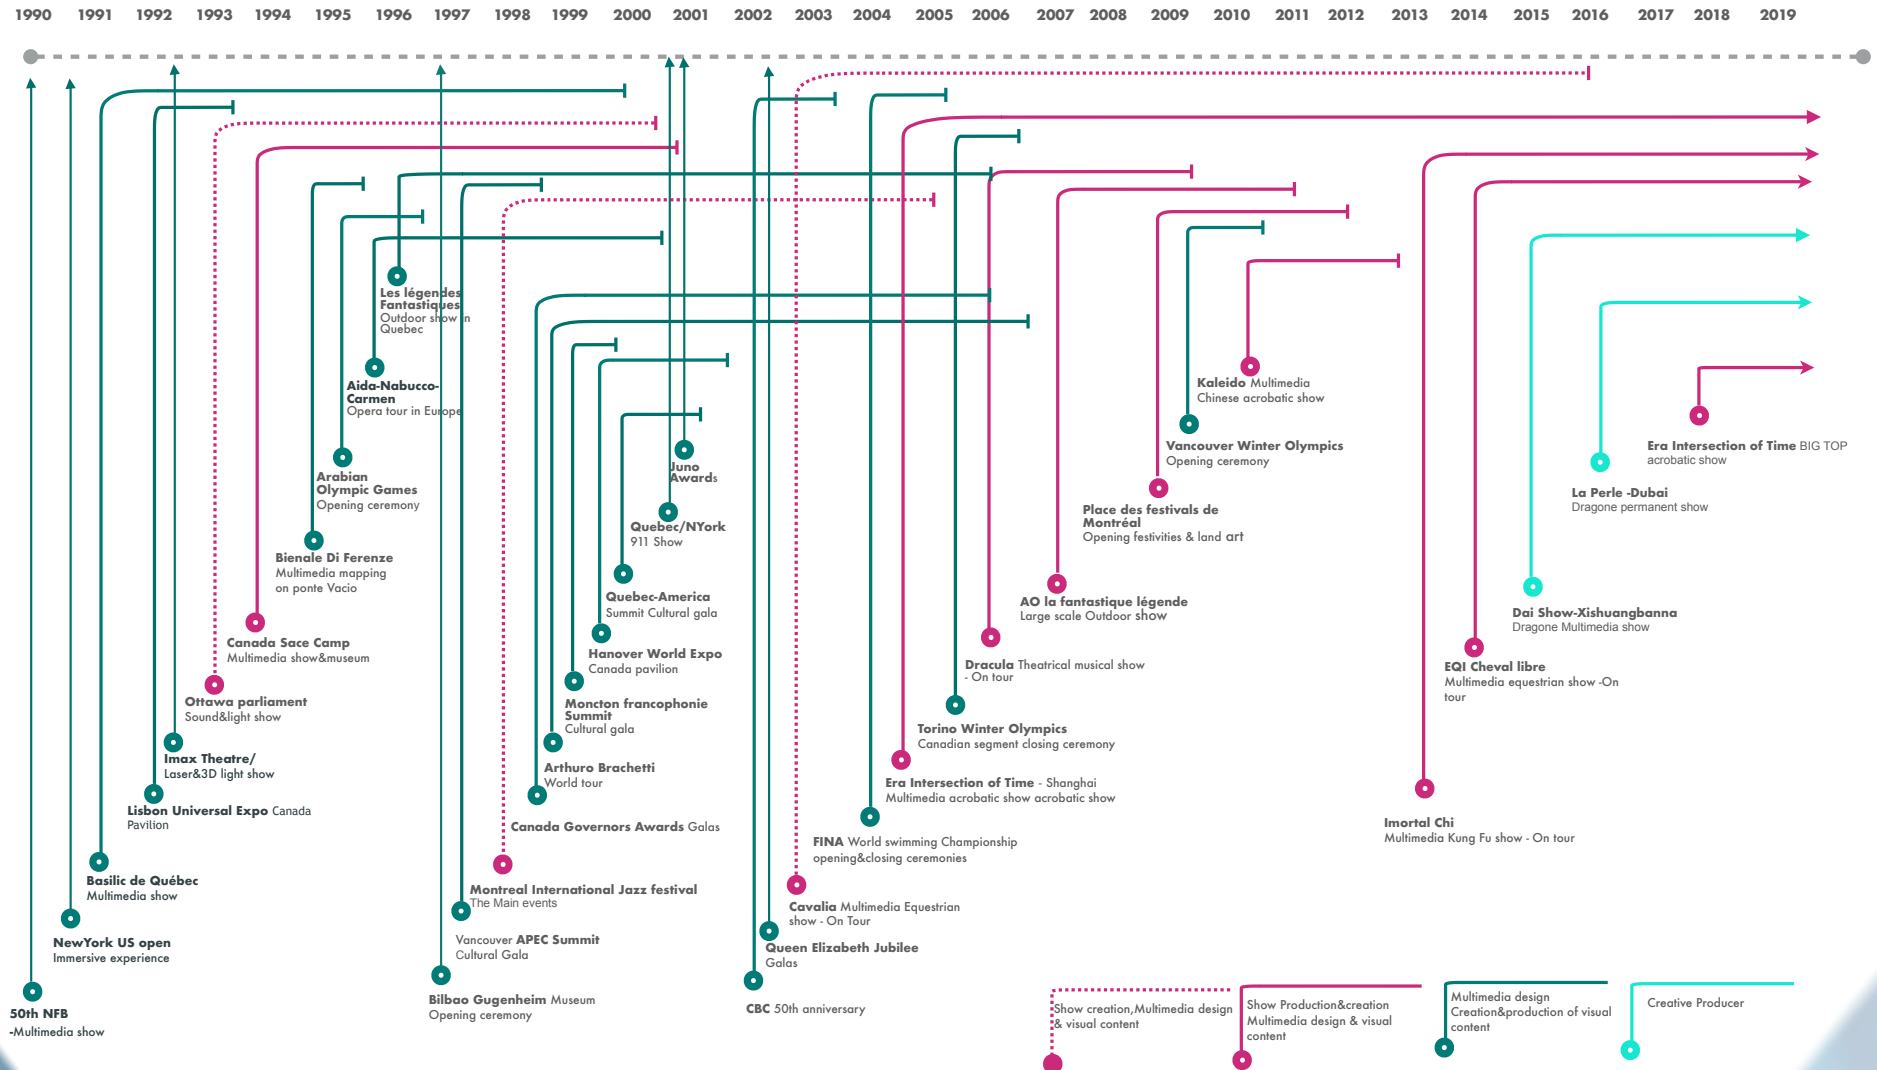 1990 1991 1992 1993 1994 1995 1996 1997 1998 1999 2000 2001 2002 2003 2004 2005 2006 2007 2008 2009 2010 2011 2012 2013 2014 2015 2016 2017 2018 2019
Les légendes
Fantastiques
Outdoor show in
Quebec
Aida-Nabucco-
Carmen
Opera tour in Europe
Arabian
Olympic Games
Opening ceremony
Bienale Di Ferenze
Multimedia mapping
on ponte Vacio
Canada Sace Camp
Multimedia show&museum
Ottawa parliament
Sound&light show
Imax Theatre/
Laser&3D light show
Lisbon Universal Expo Canada
Pavilion
Basilic de Québec
Multimedia show
NewYork US open
Immersive experience
50th NFB
-Multimedia show
Juno
Awards
Quebec/NYork
911 Show
Quebec-America
Summit Cultural gala
Hanover World Expo
Canada pavilion
Moncton francophonie
Summit
Cultural gala
Arthuro Brachetti
World tour
Canada Governors Awards Galas
Montreal International Jazz festival
The Main events
Vancouver APEC Summit
Cultural Gala
Bilbao Gugenheim Museum
Opening ceremony
Kaleido Multimedia
Chinese acrobatic show
Vancouver Winter Olympics
Opening ceremony
Place des festivals de
Montréal
Opening festivities & land art
AO la fantastique légende
Large scale Outdoor show
Dracula Theatrical musical show
- On tour
Torino Winter Olympics
Canadian segment closing ceremony
Era Intersection of Time - Shanghai
Multimedia acrobatic show acrobatic show
FINA World swimming Championship
opening&closing ceremonies
Cavalia Multimedia Equestrian
show - On Tour
Queen Elizabeth Jubilee
Galas
CBC 50th anniversary
Era Intersection of Time BIG TOP
acrobatic show
La Perle -Dubai
Dragone permanent show
Dai Show-Xishuangbanna
Dragone Multimedia show
EQI Cheval libre
Multimedia equestrian show -On
tour
Imortal Chi
Multimedia Kung Fu show - On tour
Show creation,Multimedia design
& visual content
Show Production&creation
Multimedia design & visual
content
Multimedia design
Creation&production of visual
content
Creative Producer